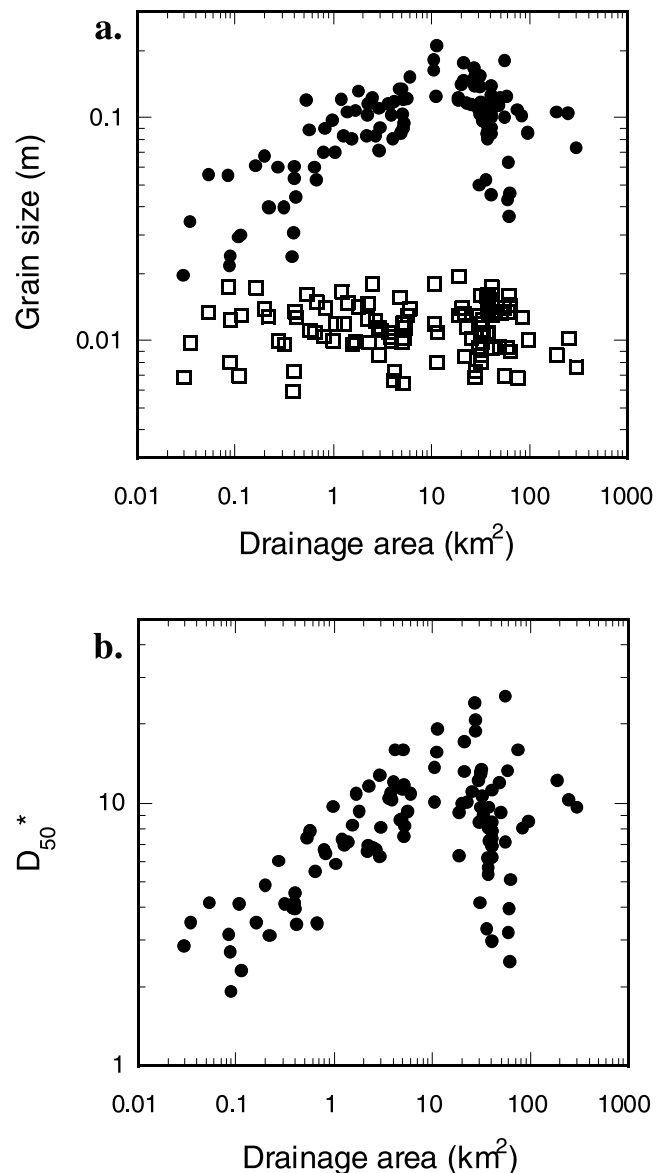 a.
Grain size (m)
0.1
0.01
0.01 0.1 1 10 100 1000
Drainage area (km²)
b.
D₅₀*
10
1
0.01 0.1 1 10 100 1000
Drainage area (km²)